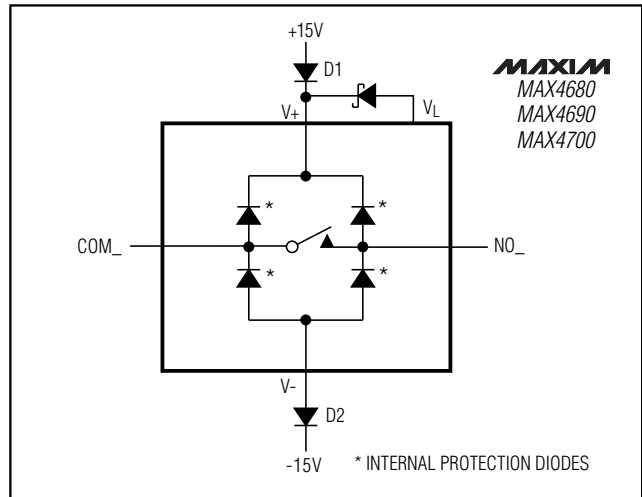 +15V
D1
MAXIM
MAX4680
MAX4690
MAX4700
V+
VL
*
*
COM_
NO_
*
*
V-
D2
-15V
* INTERNAL PROTECTION DIODES